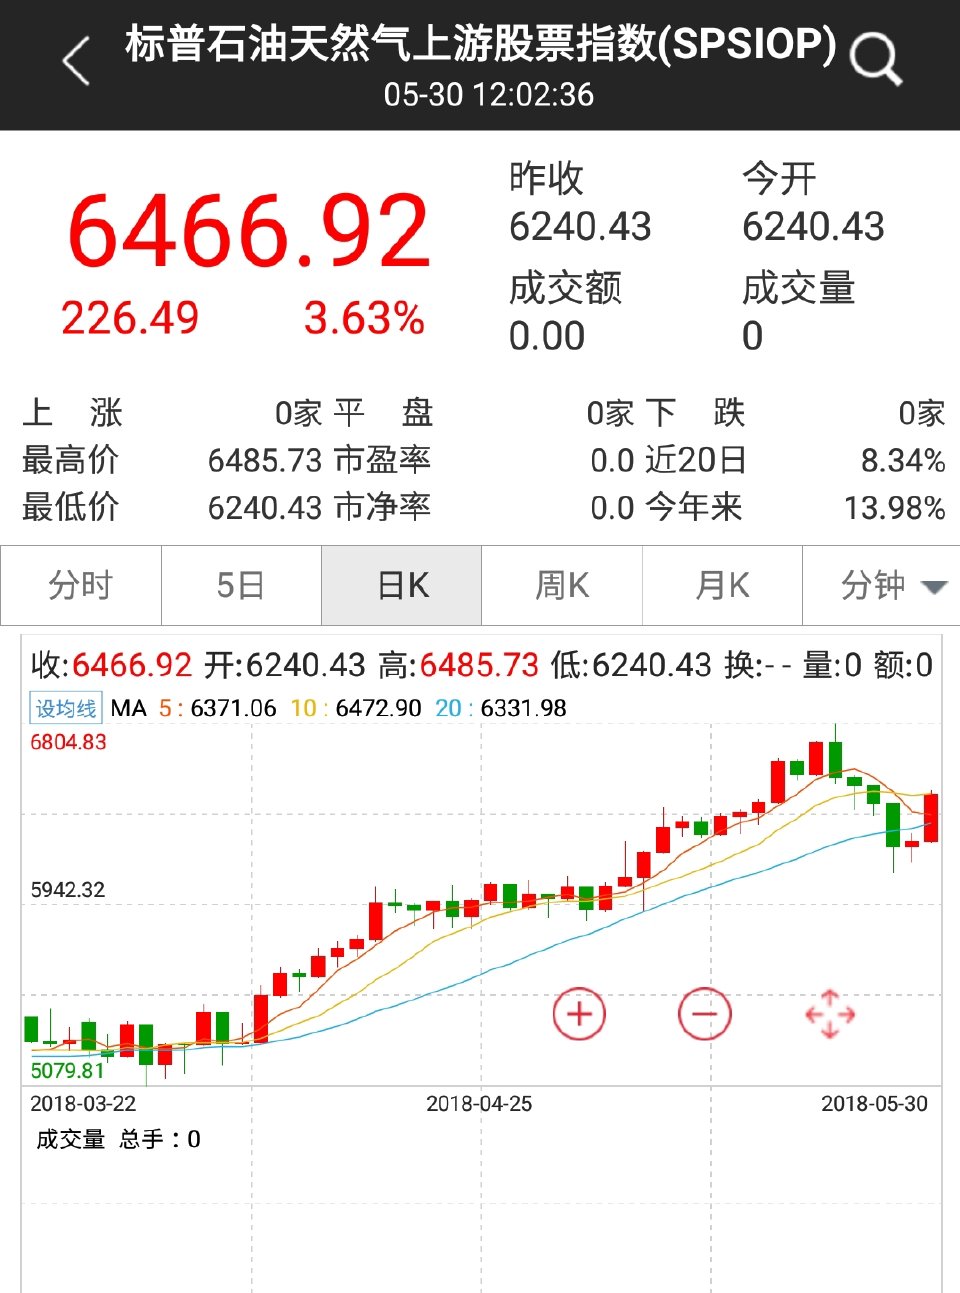 标普石油天然气上游股票指数(SPSIOP)
05-30 12:02:36
6466.92
226.49 3.63%
昨收 今开
6240.43 6240.43
成交额 成交量
0.00 0
上 涨 0家 平 盘 0家 下 跌 0家
最高价 6485.73 市盈率 0.0 近20日 8.34%
最低价 6240.43 市净率 0.0 今年来 13.98%
分时 5日 日K 周K 月K 分钟
收:6466.92 开:6240.43 高:6485.73 低:6240.43 换:-- 量:0 额:0
设均线 MA 5:6371.06 10:6472.90 20:6331.98
6804.83
5942.32
5079.81
2018-03-22 2018-04-25 2018-05-30
成交量 总手:0